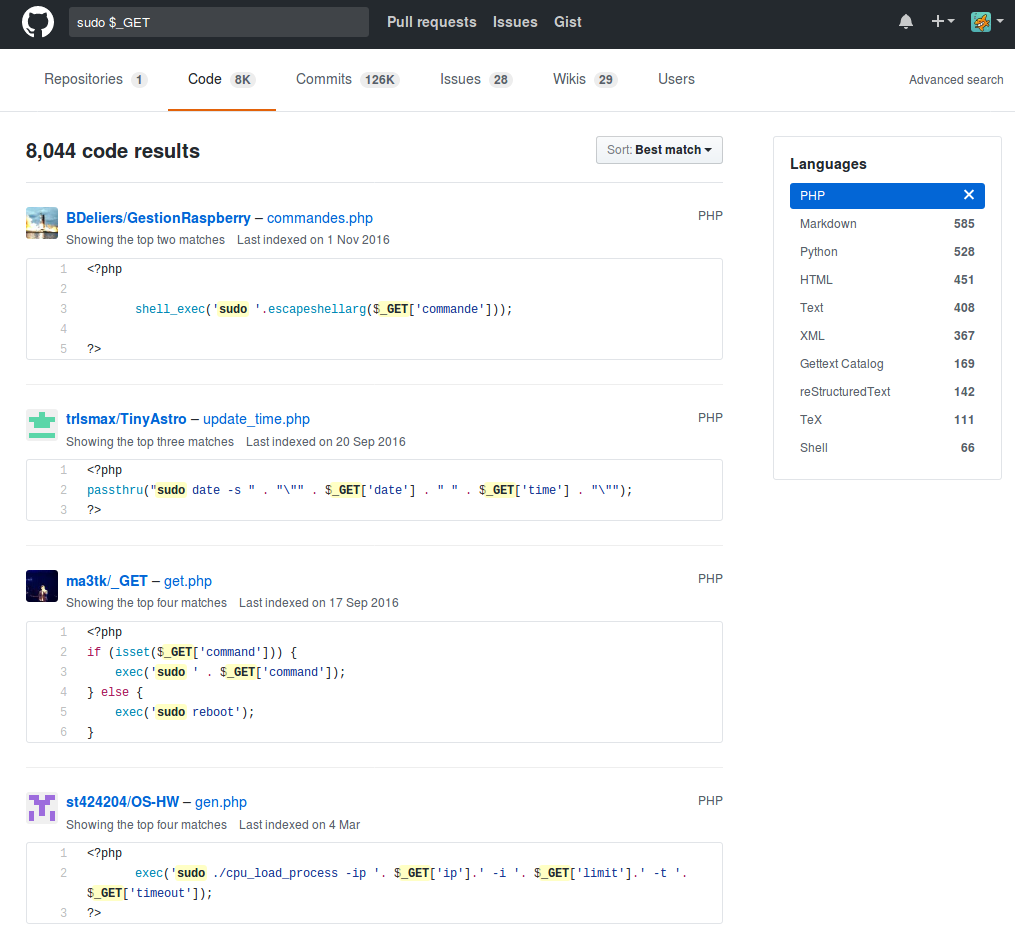 sudo $_GET
Pull requests Issues Gist
Repositories 1 Code 8K Commits 126K Issues 28 Wikis 29 Users Advanced search
8,044 code results
Sort: Best match
BDeliers/GestionRaspberry – commandes.php
PHP
Showing the top two matches Last indexed on 1 Nov 2016
1 <?php
2
3 shell_exec('sudo '.escapeshellarg($_GET['commande']));
4
5 ?>
trlsmax/TinyAstro – update_time.php
PHP
Showing the top three matches Last indexed on 20 Sep 2016
1 <?php
2 passthru("sudo date -s " . "\"" . $_GET['date'] . " " . $_GET['time'] . "\"");
3 ?>
ma3tk/_GET – get.php
PHP
Showing the top four matches Last indexed on 17 Sep 2016
1 <?php
2 if (isset($_GET['command'])) {
3 exec('sudo ' . $_GET['command']);
4 } else {
5 exec('sudo reboot');
6 }
st424204/OS-HW – gen.php
PHP
Showing the top four matches Last indexed on 4 Mar
1 <?php
2 exec('sudo ./cpu_load_process -ip '. $_GET['ip'].' -i '. $_GET['limit'].' -t '.
$_GET['timeout']);
3 ?>
Languages
PHP
Markdown 585
Python 528
HTML 451
Text 408
XML 367
Gettext Catalog 169
reStructuredText 142
TeX 111
Shell 66